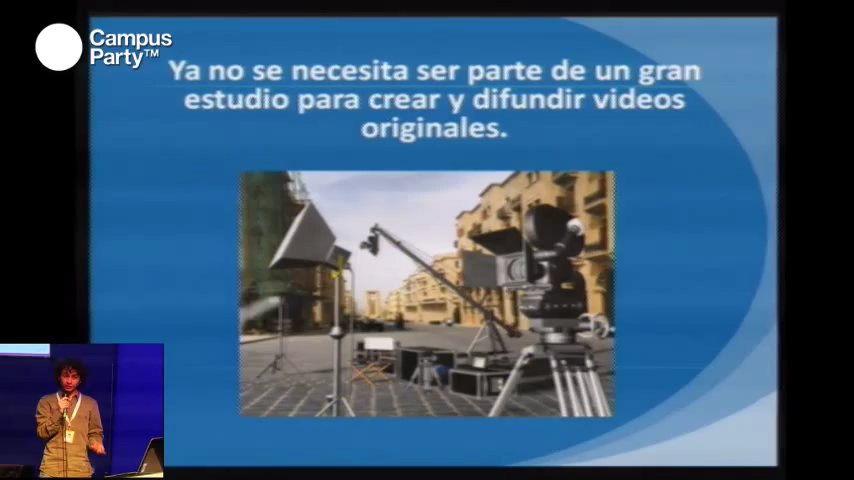 Campus
Party™
Ya no se necesita ser parte de un gran
estudio para crear y difundir videos
originales.